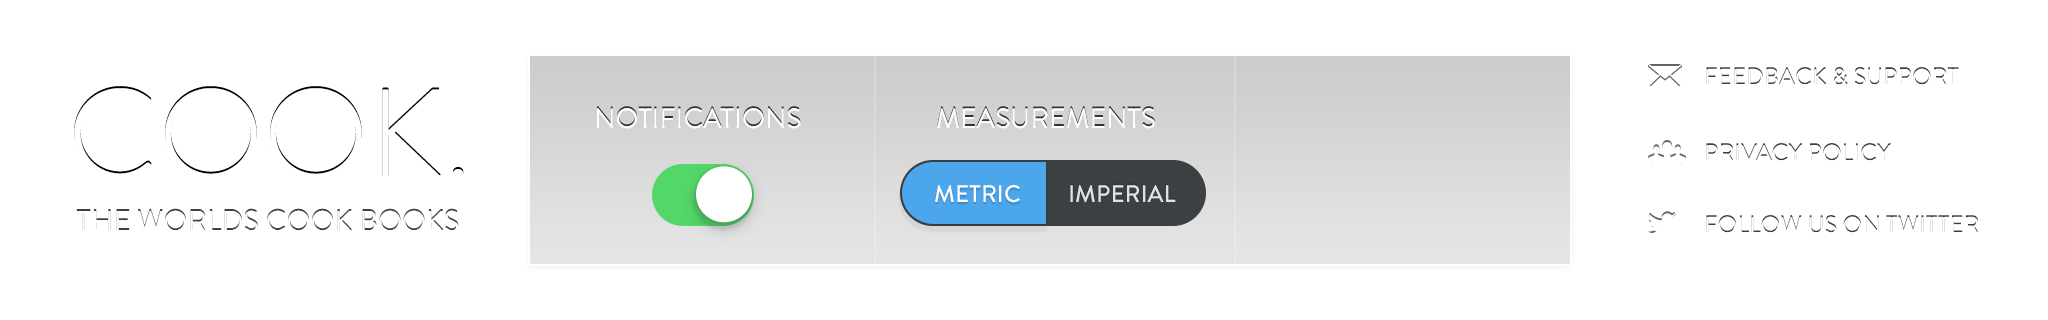 COOK.
THE WORLDS COOK BOOKS
NOTIFICATIONS
MEASUREMENTS
METRIC
IMPERIAL
FEEDBACK & SUPPORT
PRIVACY POLICY
FOLLOW US ON TWITTER